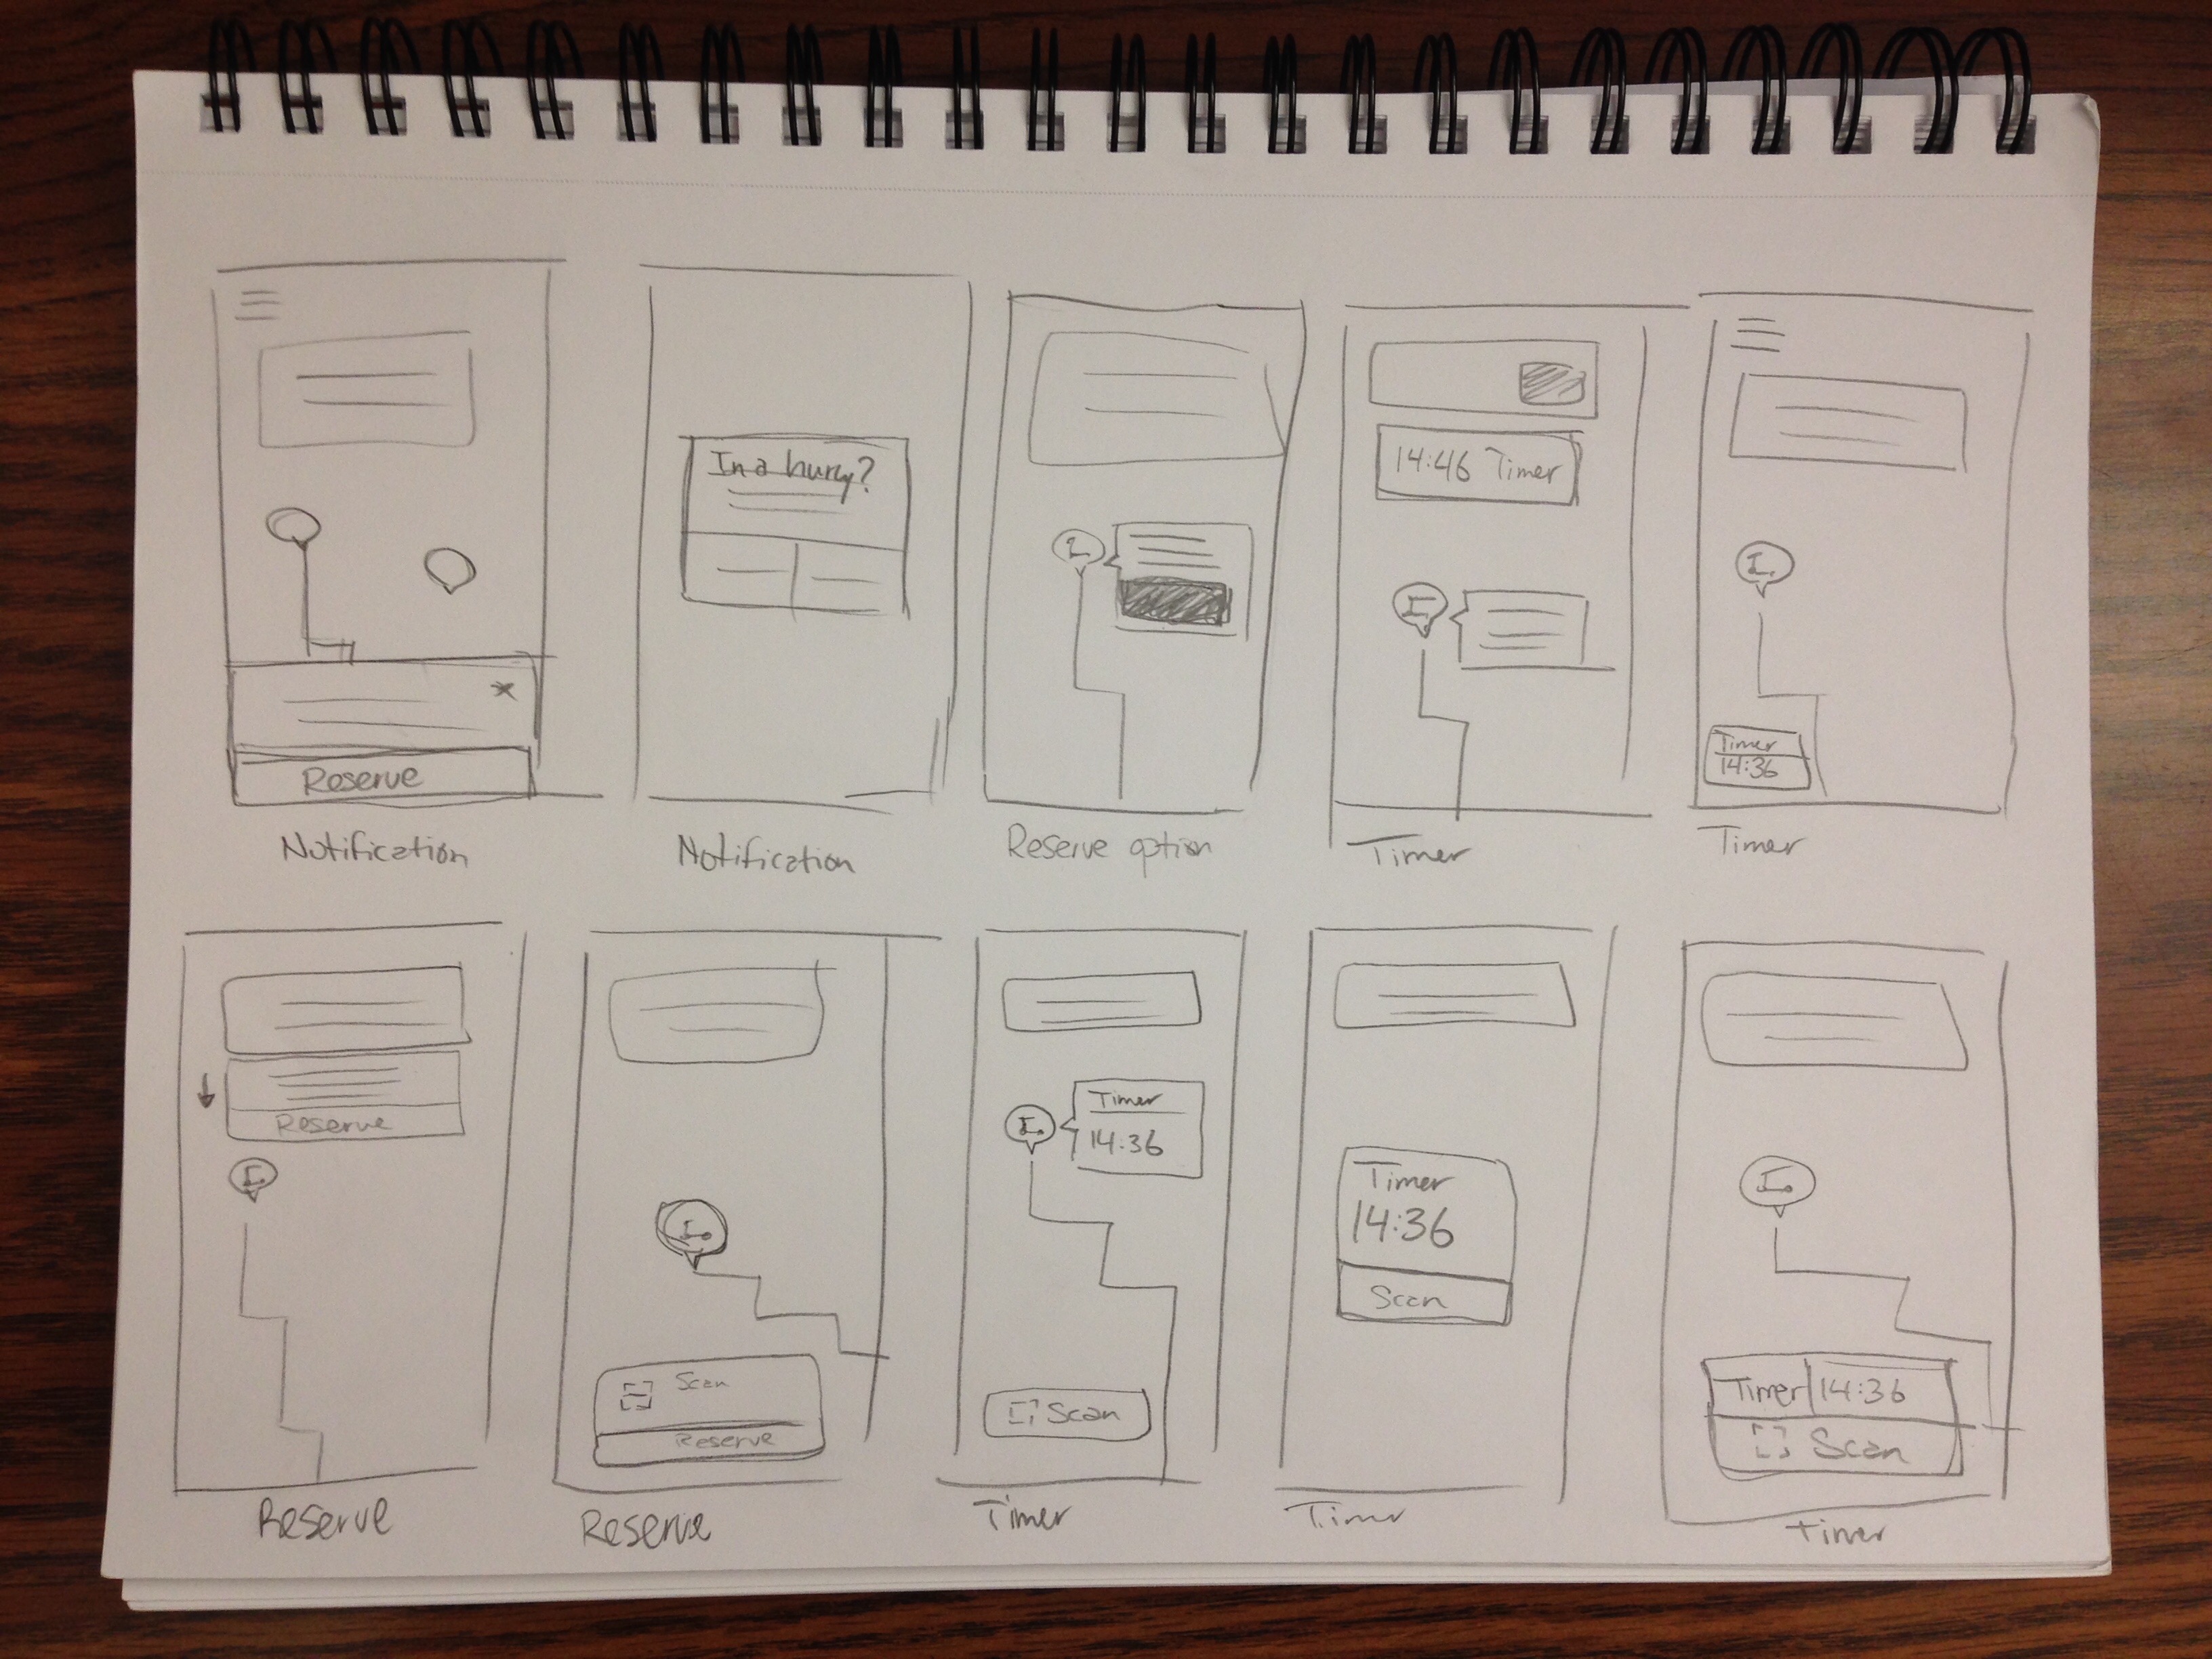 Reserve
Notification
In a hurry?
Notification
Reserve option
14:46 Timer
Timer
Timer
14:36
Timer
Reserve
Reserve
Scan
Reserve
Reserve
Timer
14:36
Scan
Timer
Timer
14:36
Scan
Timer
Timer 14:36
Scan
Timer